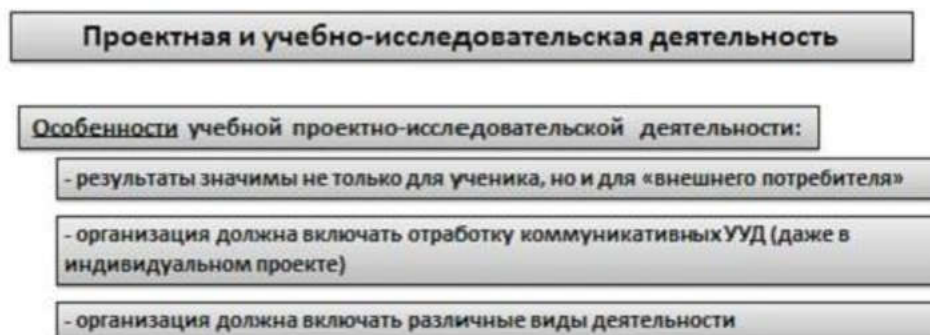 Проектная и учебно-исследовательская деятельность
Особенности учебной проектно-исследовательской деятельности:
- результаты значимы не только для ученика, но и для «внешнего потребителя»
- организация должна включать отработку коммуникативных УУД (даже в
индивидуальном проекте)
- организация должна включать различные виды деятельности